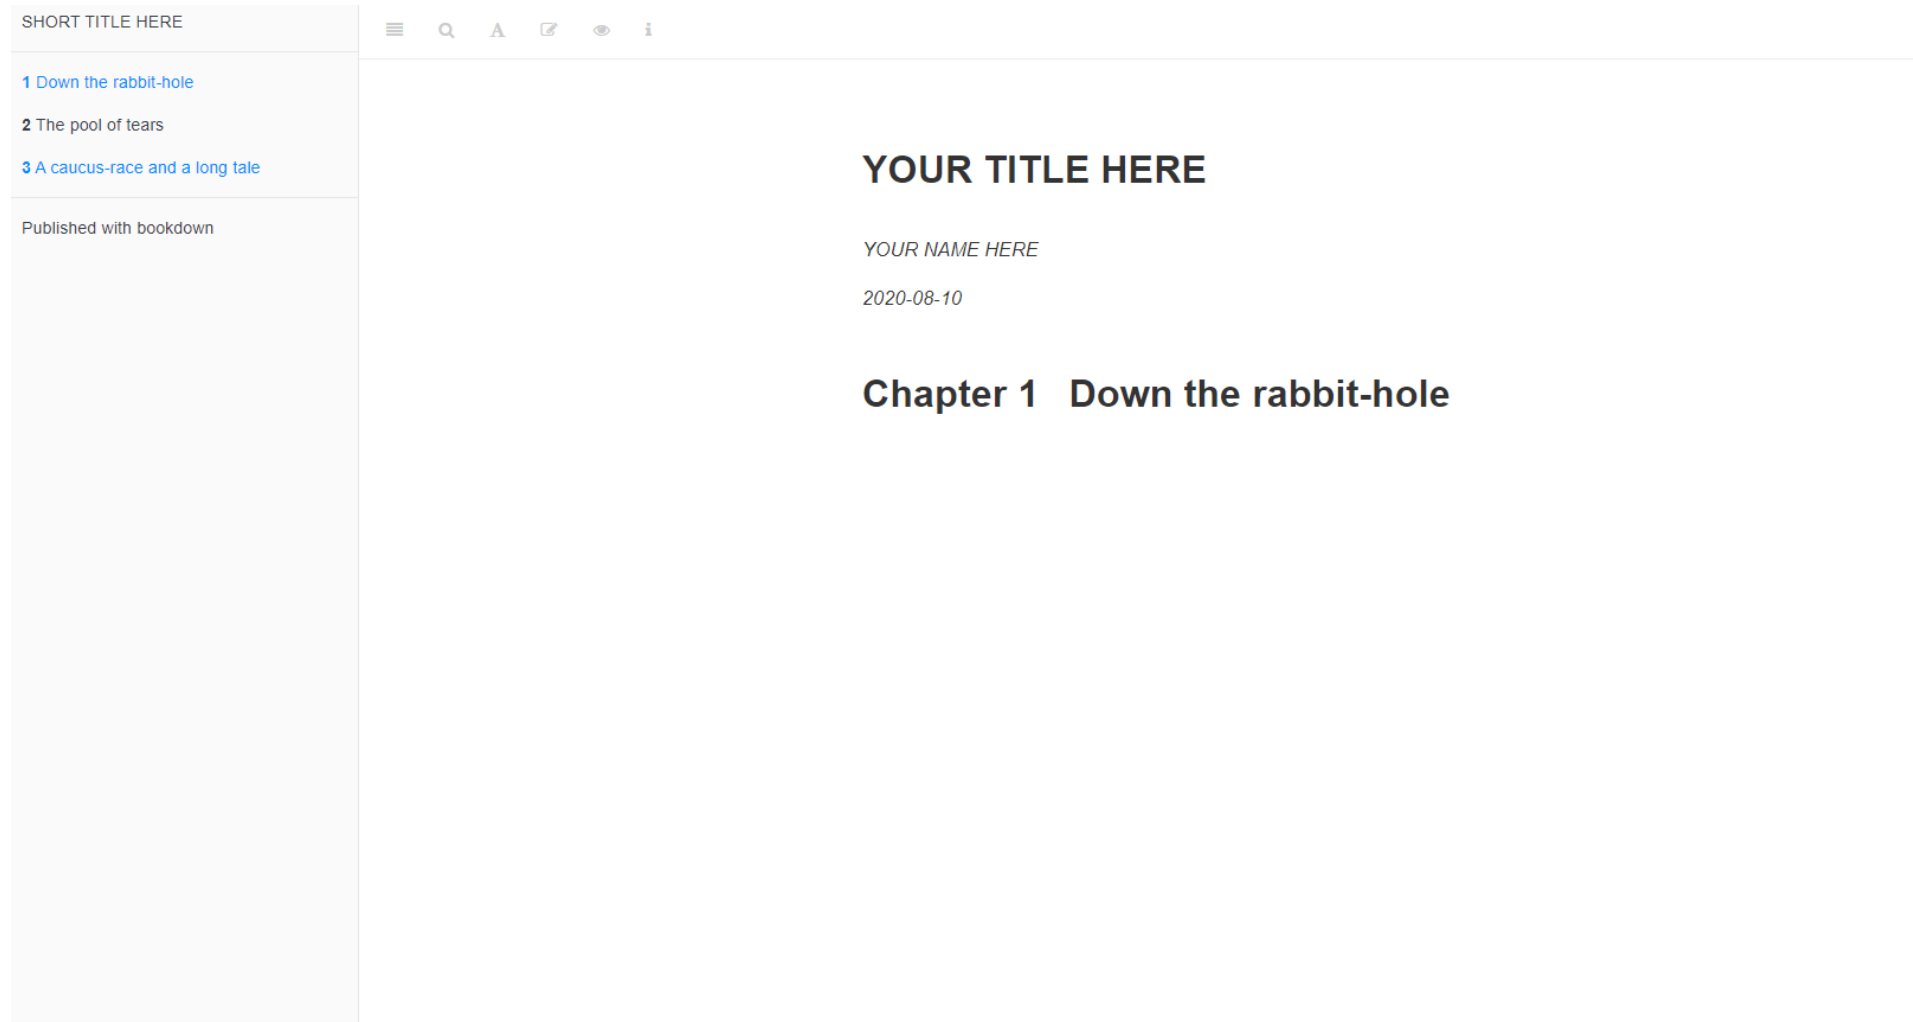 SHORT TITLE HERE
1 Down the rabbit-hole
2 The pool of tears
3 A caucus-race and a long tale
Published with bookdown
A
i
YOUR TITLE HERE
YOUR NAME HERE
2020-08-10
Chapter 1 Down the rabbit-hole